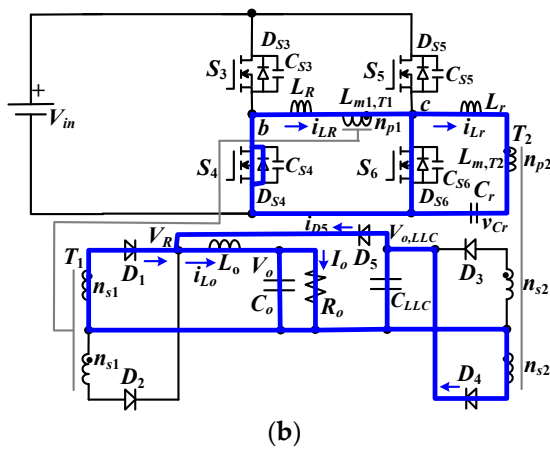 D_S3 D_S5
S_3 C_S3 S_5 C_S5
+ L_R L_m1,T1 L_r
V_in b i_LR n_p1 c i_Lr T_2
S_4 C_S4 S_6 L_m,T2 n_p2
D_S4 D_S6 C_S6 C_r
v_Cr
i_D5
T_1 V_R V_o I_o D_5 V_o,LLC
n_s1 D_1 i_Lo L_o D_3
C_o R_o C_LLC n_s2
n_s1 D_2 D_4 n_s2
(b)